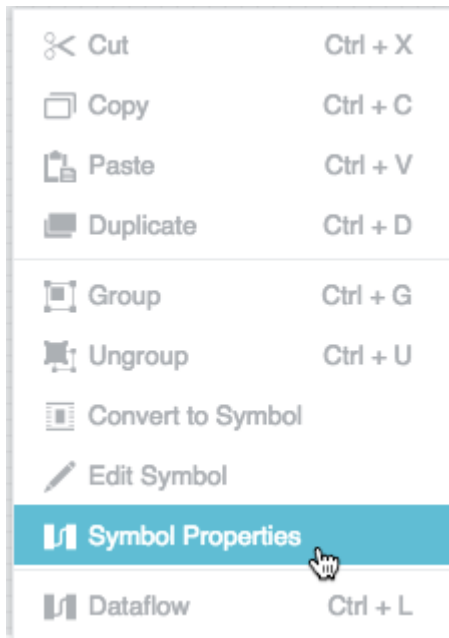 Cut Ctrl + X
Copy Ctrl + C
Paste Ctrl + V
Duplicate Ctrl + D
Group Ctrl + G
Ungroup Ctrl + U
Convert to Symbol
Edit Symbol
Symbol Properties
Dataflow Ctrl + L